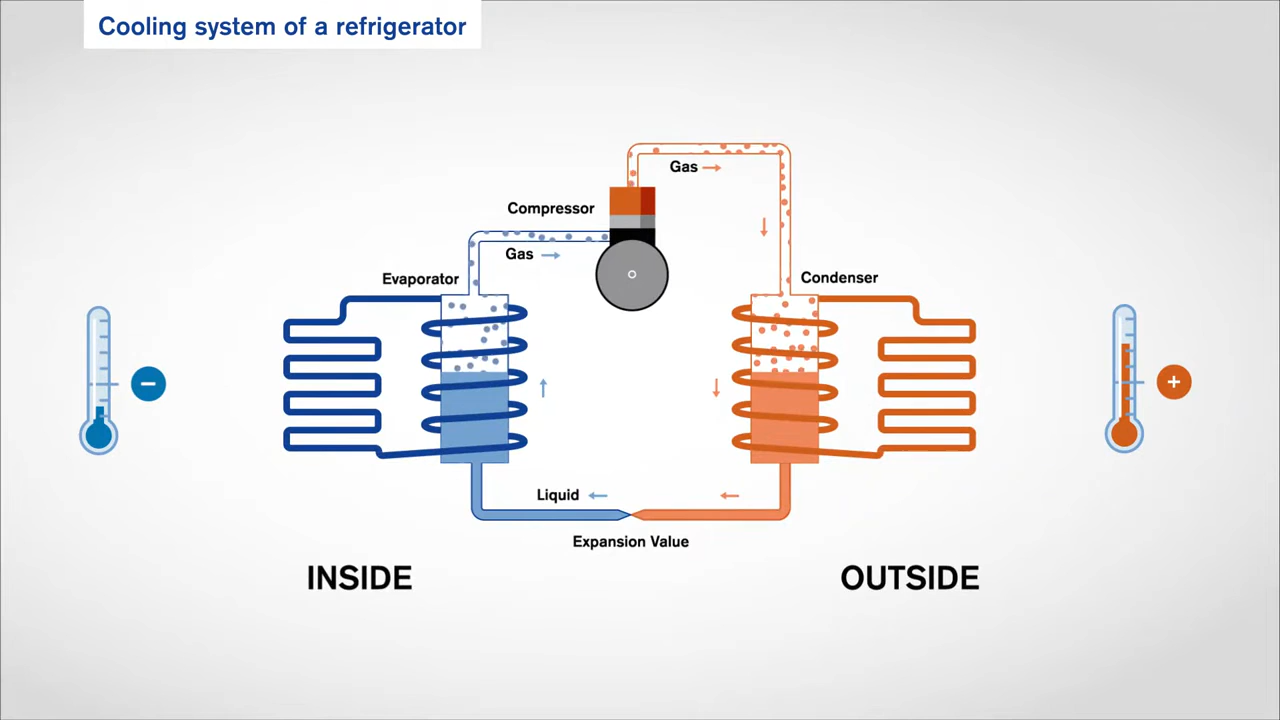 Cooling system of a refrigerator
Gas
Compressor
Gas
Evaporator
Condenser
Liquid
Expansion Value
INSIDE
OUTSIDE